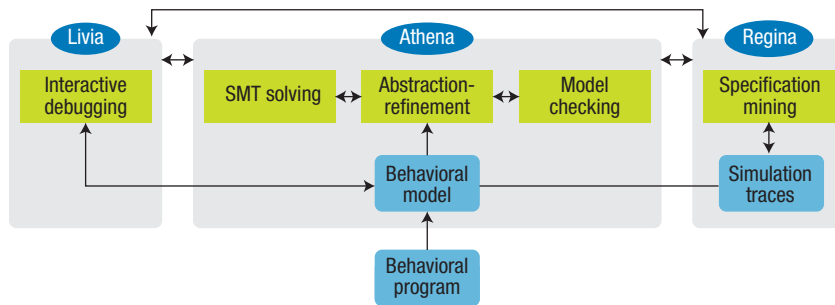 Livia
Athena
Regina
Interactive
debugging
SMT solving
Abstraction-
refinement
Model
checking
Specification
mining
Behavioral
model
Simulation
traces
Behavioral
program